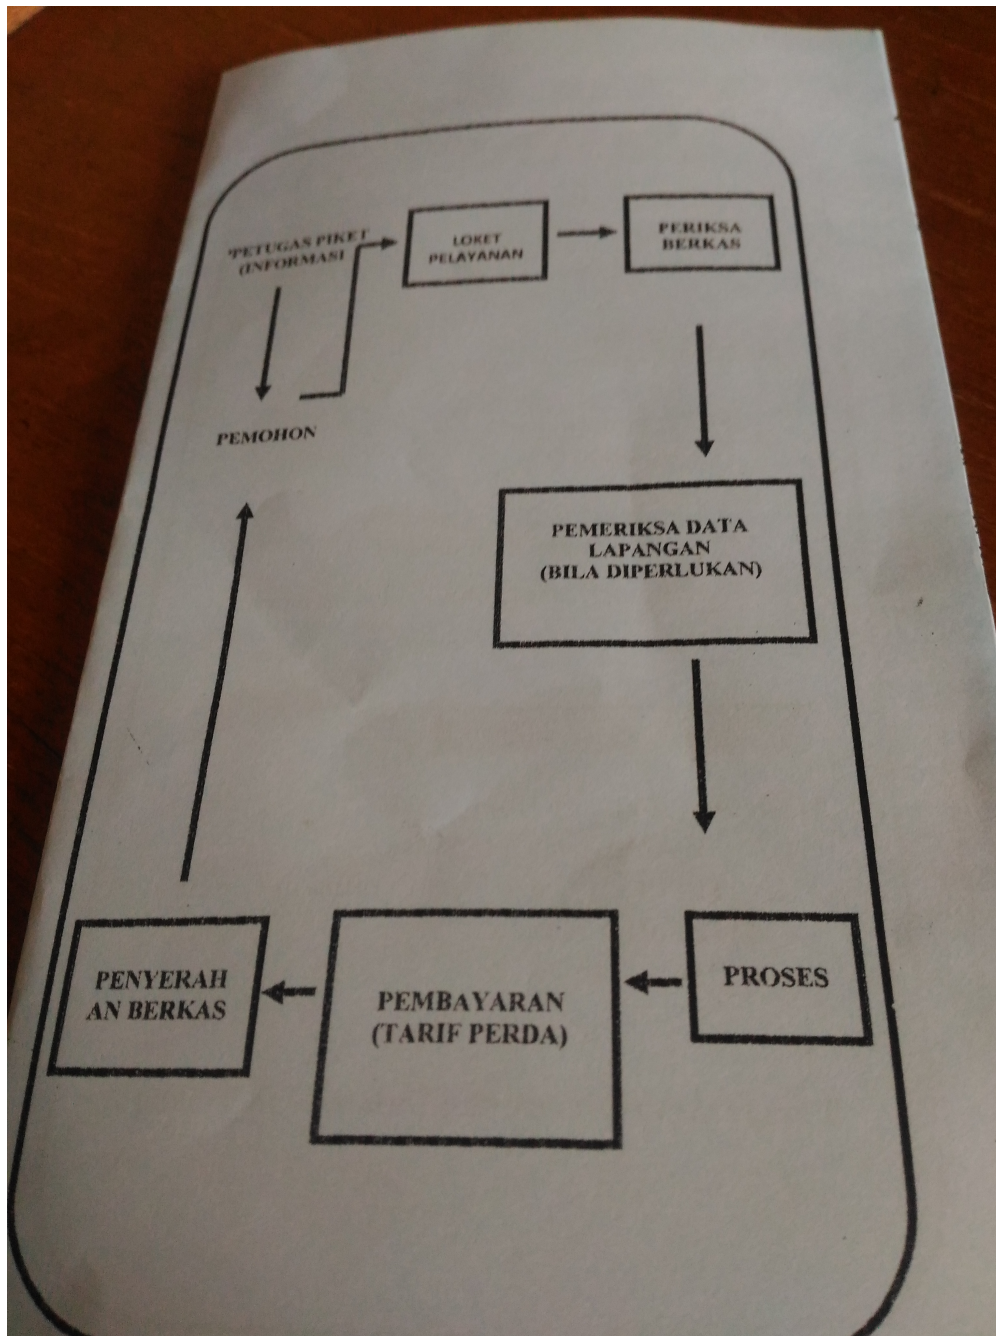 'PETUGAS PIKET
(INFORMASI
LOKET
PELAYANAN
PERIKSA
BERKAS
PEMOHON
PEMERIKSA DATA
LAPANGAN
(BILA DIPERLUKAN)
PROSES
PEMBAYARAN
(TARIF PERDA)
PENYERAH
AN BERKAS